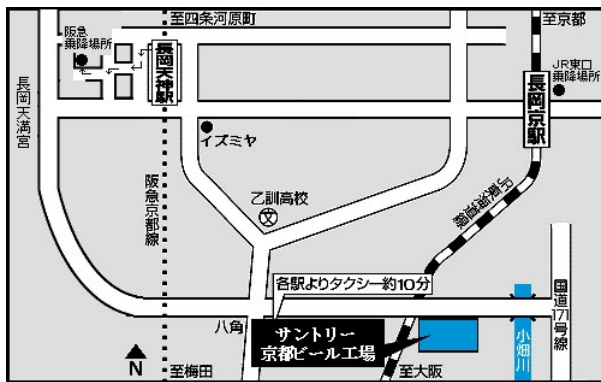 至四条河原町
至京都
阪急
乗降場所
長岡天神駅
JR東口
乗降場所
長岡京駅
長岡天満宮
イズミヤ
阪急京都線
乙訓高校
文
JR東海道線
各駅よりタクシー約10分
国道171号線
八角
サントリー
京都ビール工場
小畑川
N
至梅田
至大阪